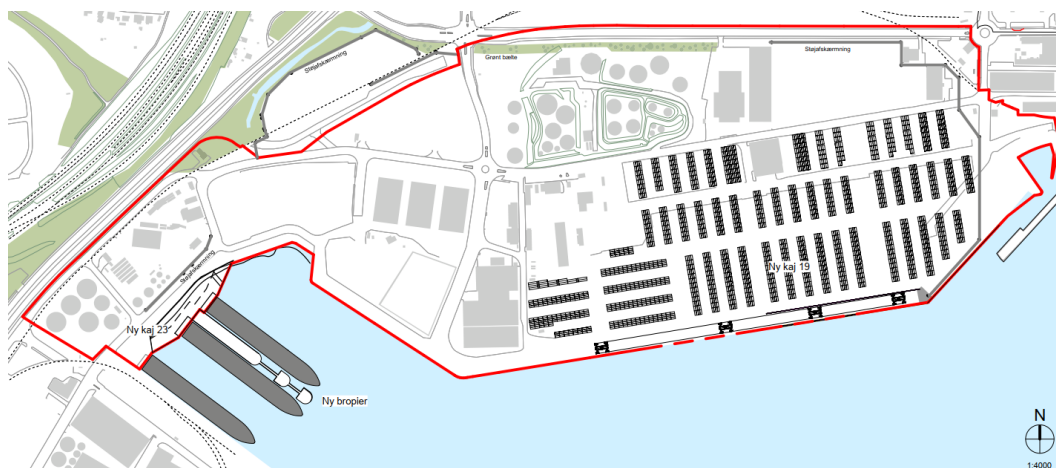 Støjafskærmning
Støjafskærmning
Grønt bælte
Støjafskærmning
Ny kaj 19
Ny kaj 23
Ny bropier
N
1:4000